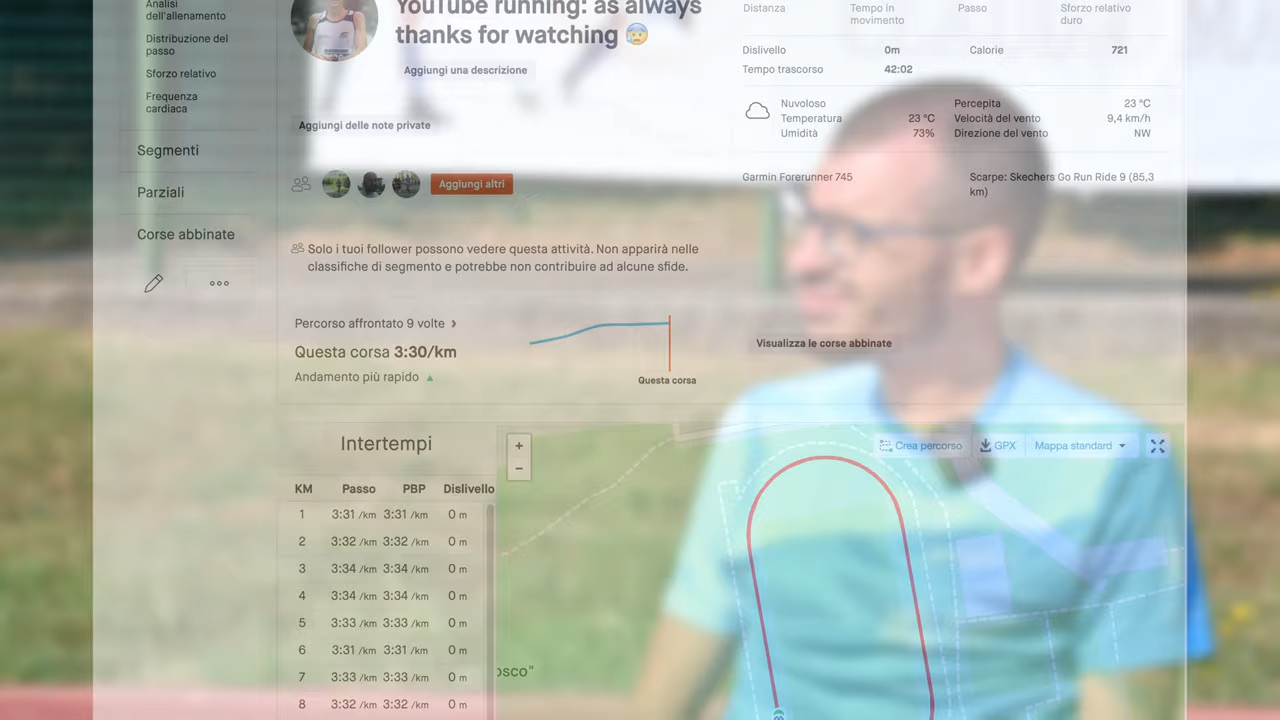 Analisi
dell'allenamento
Distribuzione del
passo
Sforzo relativo
Frequenza
cardiaca
Segmenti
Parziali
Corse abbinate
YouTube running: as always
thanks for watching 😰
Aggiungi una descrizione
Aggiungi delle note private
Aggiungi altri
Distanza
Tempo in
movimento
Passo
Sforzo relativo
duro
Dislivello 0m Calorie 721
Tempo trascorso 42:02
Nuvoloso
Temperatura 23 °C
Umidità 73%
Percepita 23 °C
Velocità del vento 9,4 km/h
Direzione del vento NW
Garmin Forerunner 745
Scarpe: Skechers Go Run Ride 9 (85,3
km)
Solo i tuoi follower possono vedere questa attività. Non apparirà nelle
classifiche di segmento e potrebbe non contribuire ad alcune sfide.
Percorso affrontato 9 volte ›
Questa corsa 3:30/km
Andamento più rapido ▲
Questa corsa
Visualizza le corse abbinate
Intertempi
KM Passo PBP Dislivello
1 3:31 /km 3:31 /km 0 m
2 3:32 /km 3:32 /km 0 m
3 3:34 /km 3:34 /km 0 m
4 3:34 /km 3:34 /km 0 m
5 3:33 /km 3:33 /km 0 m
6 3:31 /km 3:31 /km 0 m
7 3:33 /km 3:33 /km 0 m
8 3:32 /km 3:32 /km 0 m
+
−
Crea percorso
GPX
Mappa standard
osco"